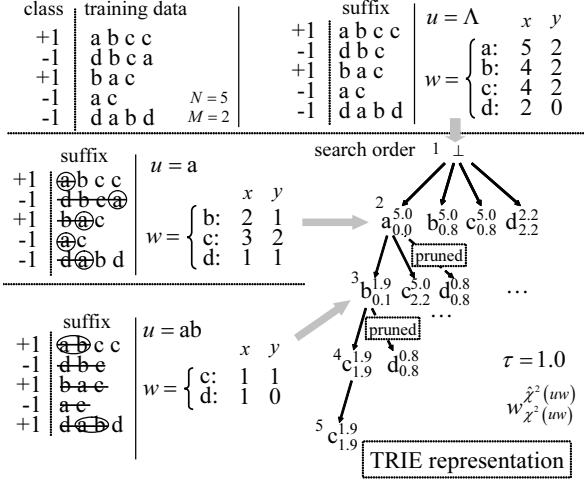 class training data
+1 a b c c
-1 d b c a
+1 b a c
-1 a c N = 5
-1 d a b d M = 2
suffix u = Λ x y
+1 a b c c
-1 d b c
+1 b a c
-1 a c
-1 d a b d
w = { a: 5 2
b: 4 2
c: 4 2
d: 2 0
suffix u = a
+1 a b c c
-1 d b c a
+1 b a c
-1 a c
-1 d a b d
x y
w = { b: 2 1
c: 3 2
d: 1 1
suffix u = ab
+1 a b c c
-1 d b c
+1 b a c
-1 a c
+1 d a b d
x y
w = { c: 1 1
d: 1 0
search order 1 ⊥
2 a 5.0 0.0 b 5.0 0.8 c 5.0 0.8 d 2.2 2.2
pruned
3 b 1.9 0.1 c 5.0 2.2 d 0.8 0.8 ...
pruned ...
4 c 1.9 1.9 d 0.8 0.8 τ = 1.0
w χ̂²(uw) χ²(uw)
5 c 1.9 1.9
TRIE representation